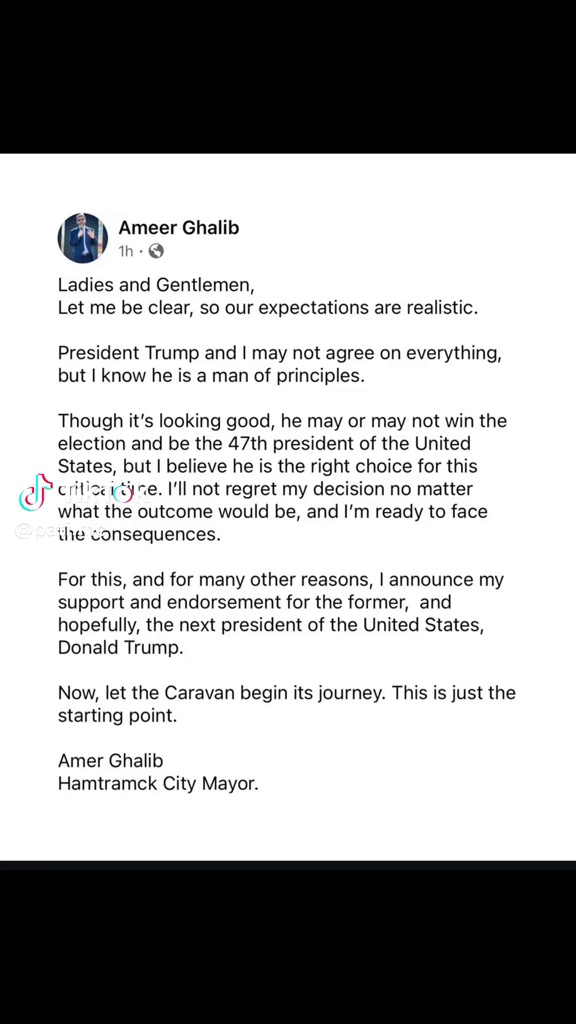 Ameer Ghalib
1h ·
Ladies and Gentlemen,
Let me be clear, so our expectations are realistic.
President Trump and I may not agree on everything,
but I know he is a man of principles.
Though it's looking good, he may or may not win the
election and be the 47th president of the United
States, but I believe he is the right choice for this
time. I'll not regret my decision no matter
what the outcome would be, and I'm ready to face
the consequences.
For this, and for many other reasons, I announce my
support and endorsement for the former,  and
hopefully, the next president of the United States,
Donald Trump.
Now, let the Caravan begin its journey. This is just the
starting point.
Amer Ghalib
Hamtramck City Mayor.